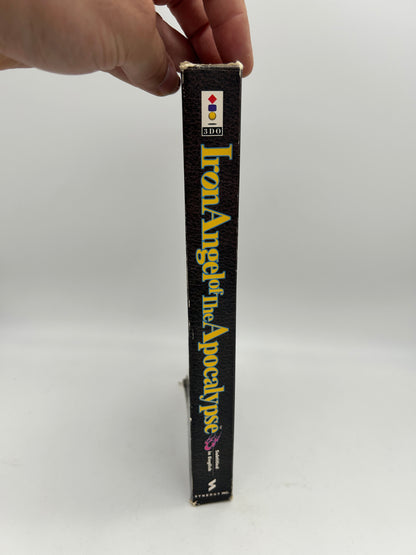 3DO
Iron Angel of The Apocalypse
Subtitled
in English
SYNERGY INC.